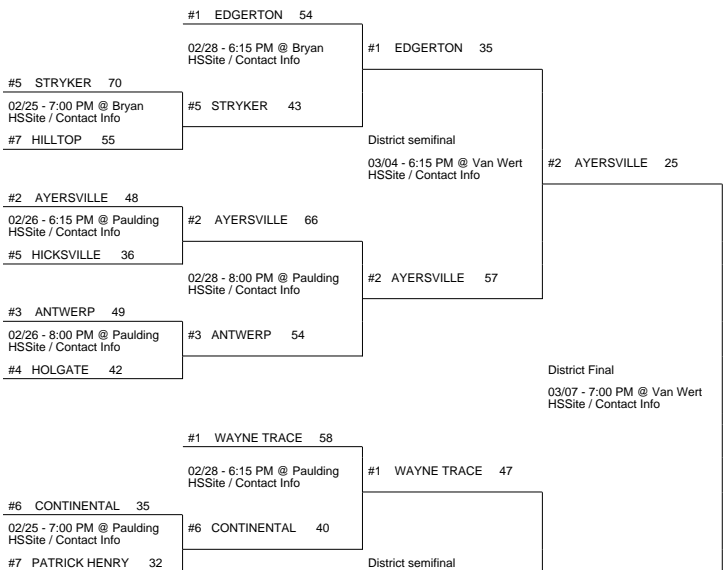 #1 EDGERTON 54
02/28 - 6:15 PM @ Bryan
HSSite / Contact Info
#1 EDGERTON 35
#5 STRYKER 70
02/25 - 7:00 PM @ Bryan
HSSite / Contact Info
#5 STRYKER 43
#7 HILLTOP 55
District semifinal
03/04 - 6:15 PM @ Van Wert
HSSite / Contact Info
#2 AYERSVILLE 25
#2 AYERSVILLE 48
02/26 - 6:15 PM @ Paulding
HSSite / Contact Info
#2 AYERSVILLE 66
#5 HICKSVILLE 36
02/28 - 8:00 PM @ Paulding
HSSite / Contact Info
#2 AYERSVILLE 57
#3 ANTWERP 49
02/26 - 8:00 PM @ Paulding
HSSite / Contact Info
#3 ANTWERP 54
#4 HOLGATE 42
District Final
03/07 - 7:00 PM @ Van Wert
HSSite / Contact Info
#1 WAYNE TRACE 58
02/28 - 6:15 PM @ Paulding
HSSite / Contact Info
#1 WAYNE TRACE 47
#6 CONTINENTAL 35
02/25 - 7:00 PM @ Paulding
HSSite / Contact Info
#6 CONTINENTAL 40
#7 PATRICK HENRY 32
District semifinal